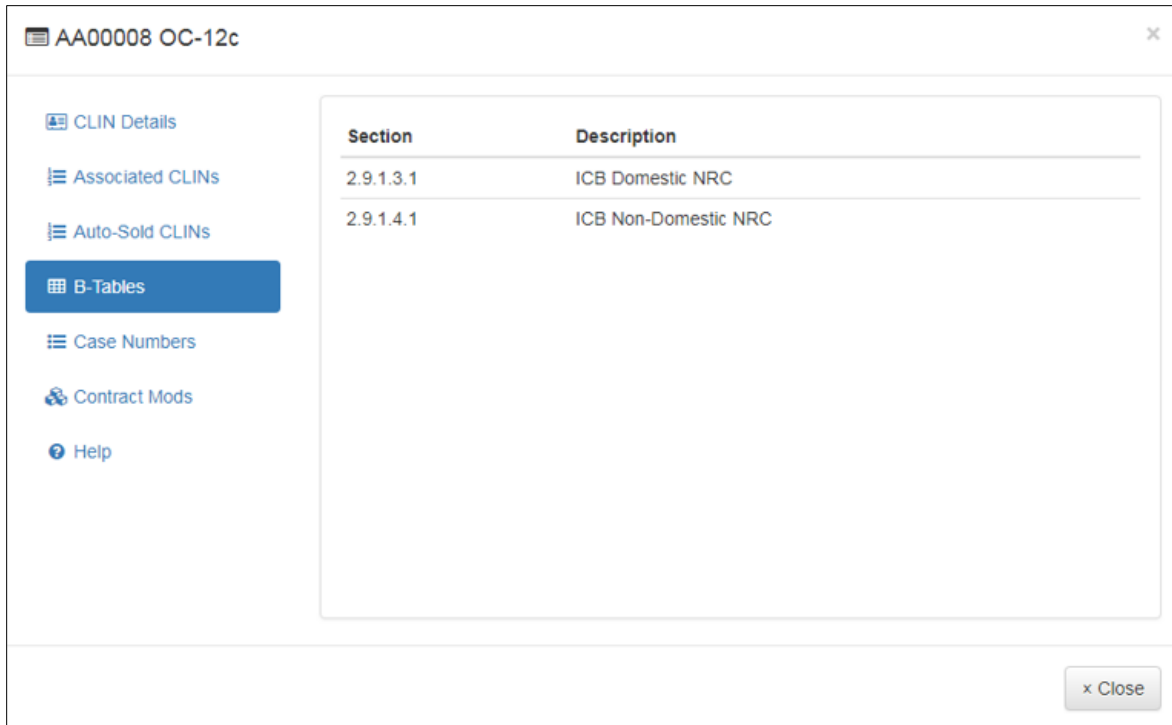 AA00008 OC-12c
×
CLIN Details
Associated CLINs
Auto-Sold CLINs
B-Tables
Case Numbers
Contract Mods
Help
Section Description
2.9.1.3.1 ICB Domestic NRC
2.9.1.4.1 ICB Non-Domestic NRC
× Close